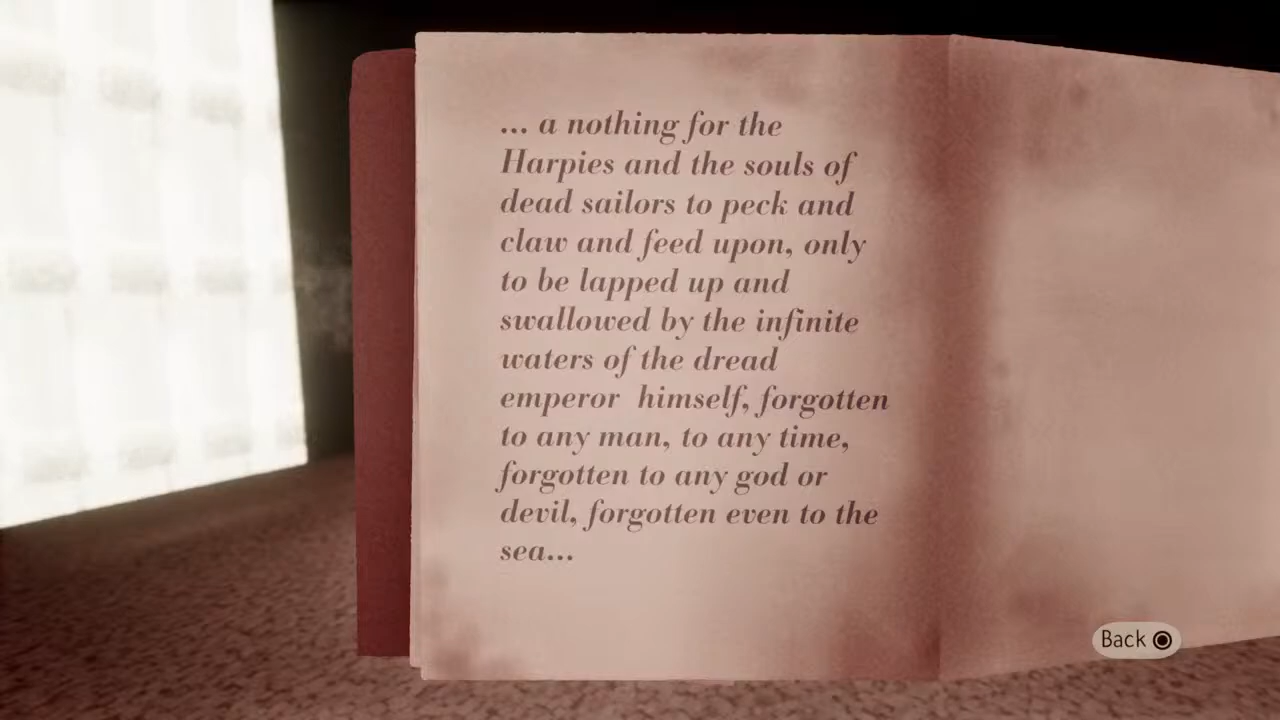 ... a nothing for the
Harpies and the souls of
dead sailors to peck and
claw and feed upon, only
to be lapped up and
swallowed by the infinite
waters of the dread
emperor  himself, forgotten
to any man, to any time,
forgotten to any god or
devil, forgotten even to the
sea...
Back